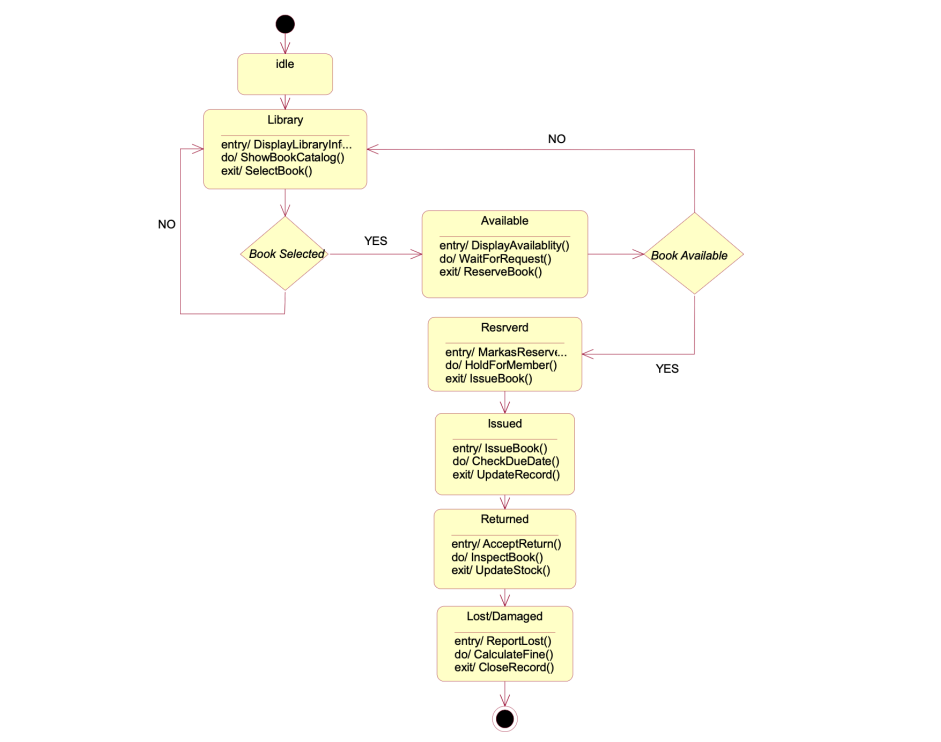 idle
Library
entry/ DisplayLibraryInf...
do/ ShowBookCatalog()
exit/ SelectBook()
NO
NO
Book Selected
YES
Available
entry/ DisplayAvailablity()
do/ WaitForRequest()
exit/ ReserveBook()
Book Available
YES
Resrverd
entry/ MarkasReserve...
do/ HoldForMember()
exit/ IssueBook()
Issued
entry/ IssueBook()
do/ CheckDueDate()
exit/ UpdateRecord()
Returned
entry/ AcceptReturn()
do/ InspectBook()
exit/ UpdateStock()
Lost/Damaged
entry/ ReportLost()
do/ CalculateFine()
exit/ CloseRecord()